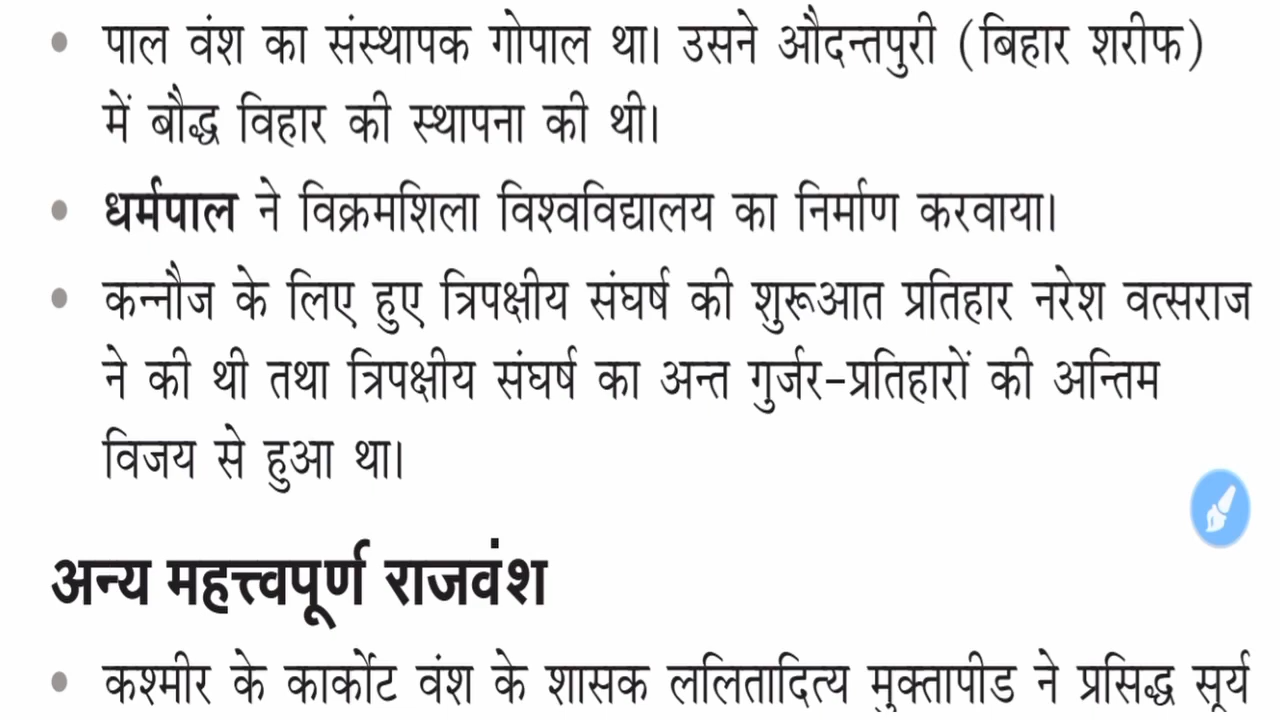 • पाल वंश का संस्थापक गोपाल था। उसने औदन्तपुरी (बिहार शरीफ)
में बौद्ध विहार की स्थापना की थी।
• धर्मपाल ने विक्रमशिला विश्वविद्यालय का निर्माण करवाया।
• कन्नौज के लिए हुए त्रिपक्षीय संघर्ष की शुरूआत प्रतिहार नरेश वत्सराज
ने की थी तथा त्रिपक्षीय संघर्ष का अन्त गुर्जर-प्रतिहारों की अन्तिम
विजय से हुआ था।
अन्य महत्त्वपूर्ण राजवंश
• कश्मीर के कार्कोट वंश के शासक ललितादित्य मुक्तापीड ने प्रसिद्ध सूर्य